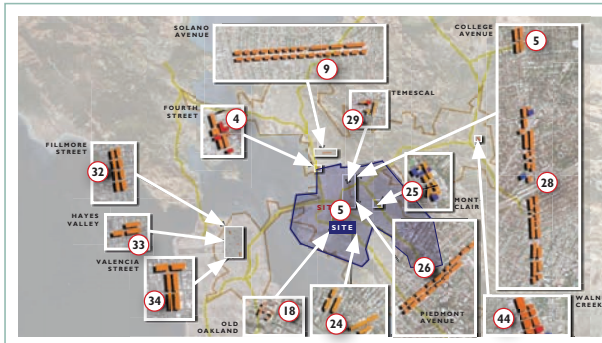 SOLANO
AVENUE
9
COLLEGE
AVENUE
5
FOURTH
STREET
4
TEMESCAL
29
FILLMORE
STREET
32
28
25
MONT
CLAIR
5
SITE
HAYES
VALLEY
33
26
VALENCIA
STREET
34
OLD
OAKLAND
18
24
PIEDMONT
AVENUE
44
WALN
CREEK